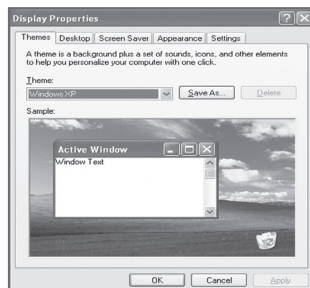 Display Properties
Themes Desktop Screen Saver Appearance Settings
A theme is a background plus a set of sounds, icons, and other elements
to help you personalize your computer with one click.
Theme:
Windows XP Save As... Delete
Sample:
Active Window
Window Text
OK Cancel Apply